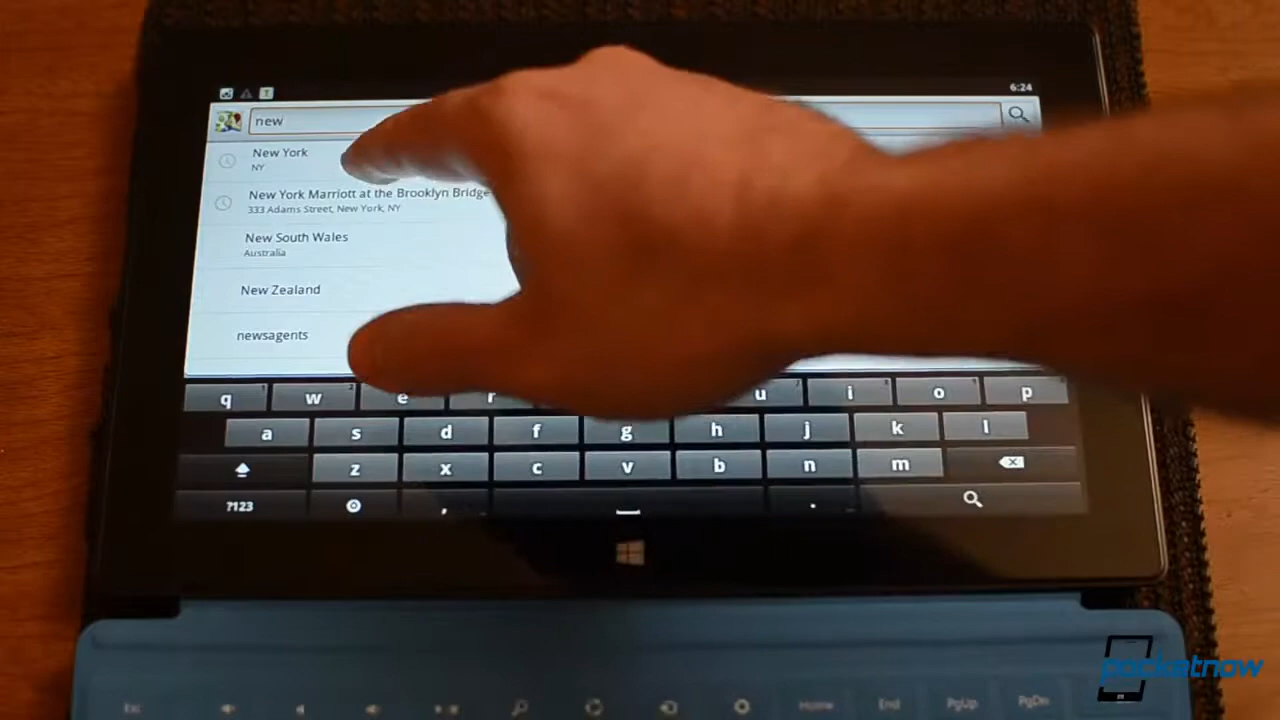 6:24
new
New York
NY
New York Marriott at the Brooklyn Bridge
333 Adams Street, New York, NY
New South Wales
Australia
New Zealand
newsagents
q w e r u i o p
a s d f g h j k l
z x c v b n m
?123 , .
Esc Home End PgUp PgDn
pocketnow